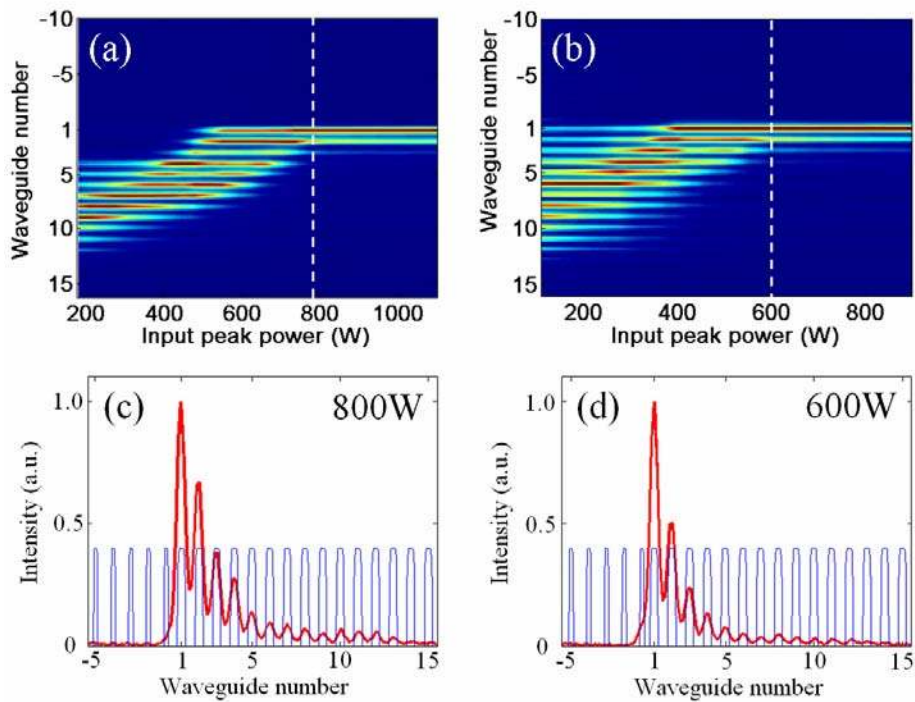 (a)
Waveguide number
-10
-5
1
5
10
15
200 400 600 800 1000
Input peak power (W)
(b)
Waveguide number
-10
-5
1
5
10
15
200 400 600 800
Input peak power (W)
(c)
800W
Intensity (a.u.)
1.0
0.5
0
-5 1 5 10 15
Waveguide number
(d)
600W
Intensity (a.u.)
1.0
0.5
0
-5 1 5 10 15
Waveguide number